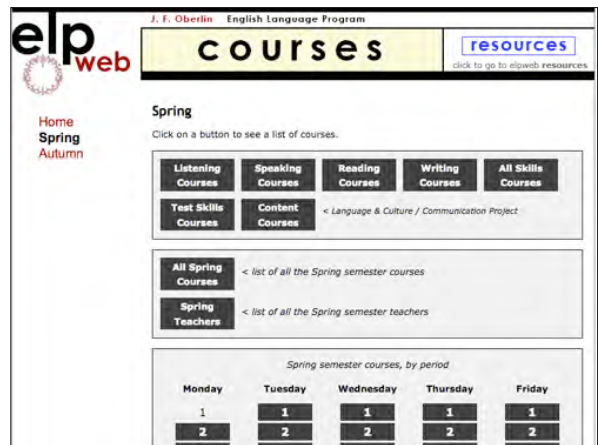 J. F. Oberlin English Language Program
elp
web
courses
resources
click to go to elpweb resources
Home
Spring
Autumn
Spring
Click on a button to see a list of courses.
Listening Courses
Speaking Courses
Reading Courses
Writing Courses
All Skills Courses
Test Skills Courses
Content Courses
< Language & Culture / Communication Project
All Spring Courses
< list of all the Spring semester courses
Spring Teachers
< list of all the Spring semester teachers
Spring semester courses, by period
Monday Tuesday Wednesday Thursday Friday
1 1 1 1 1
2 2 2 2 2